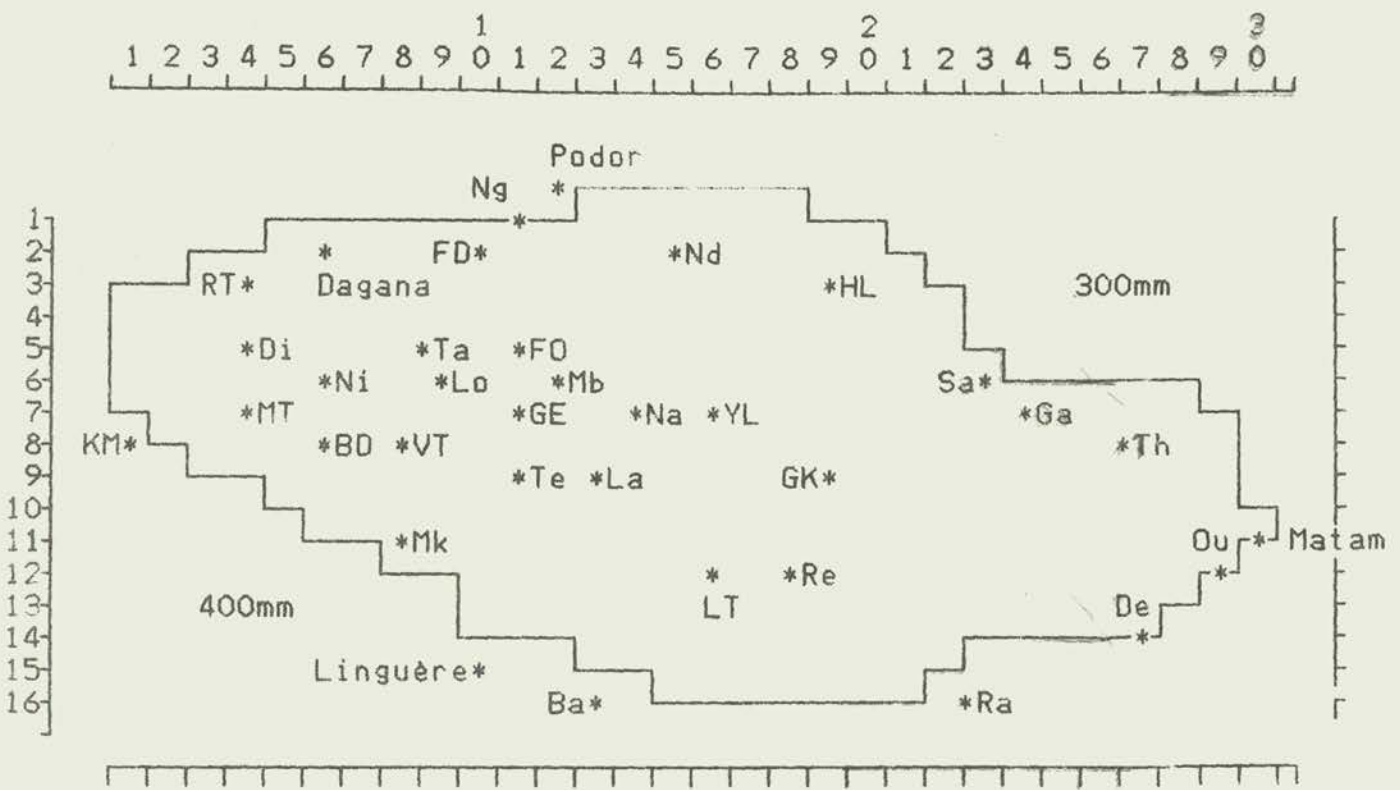 1 2 3
1 2 3 4 5 6 7 8 9 0 1 2 3 4 5 6 7 8 9 0 1 2 3 4 5 6 7 8 9 0
Podor
Ng *
1 *
2 * FD* *Nd
3 RT* Dagana *HL 300mm
4
5 *Di *Ta *FO
6 *Ni *Lo *Mb Sa*
7 *MT *GE *Na *YL *Ga
8 KM* *BD *VT *Th
9 *Te *La GK*
10
11 *Mk Ou * Matam
12 * *Re *
13 400mm LT De
14 *
15 Linguère*
16 Ba* *Ra